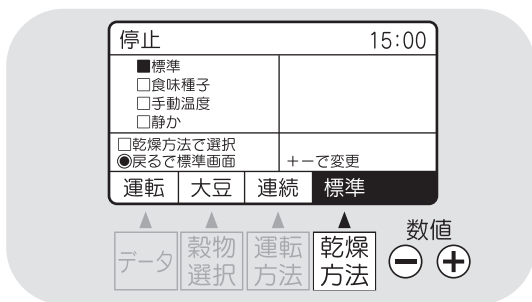 停止 15:00
■標準
□食味種子
□手動温度
□静か
□乾燥方法で選択
◉戻るで標準画面 +ーで変更
運転 大豆 連続 標準
データ 穀物選択 運転方法 乾燥方法 数値
− +